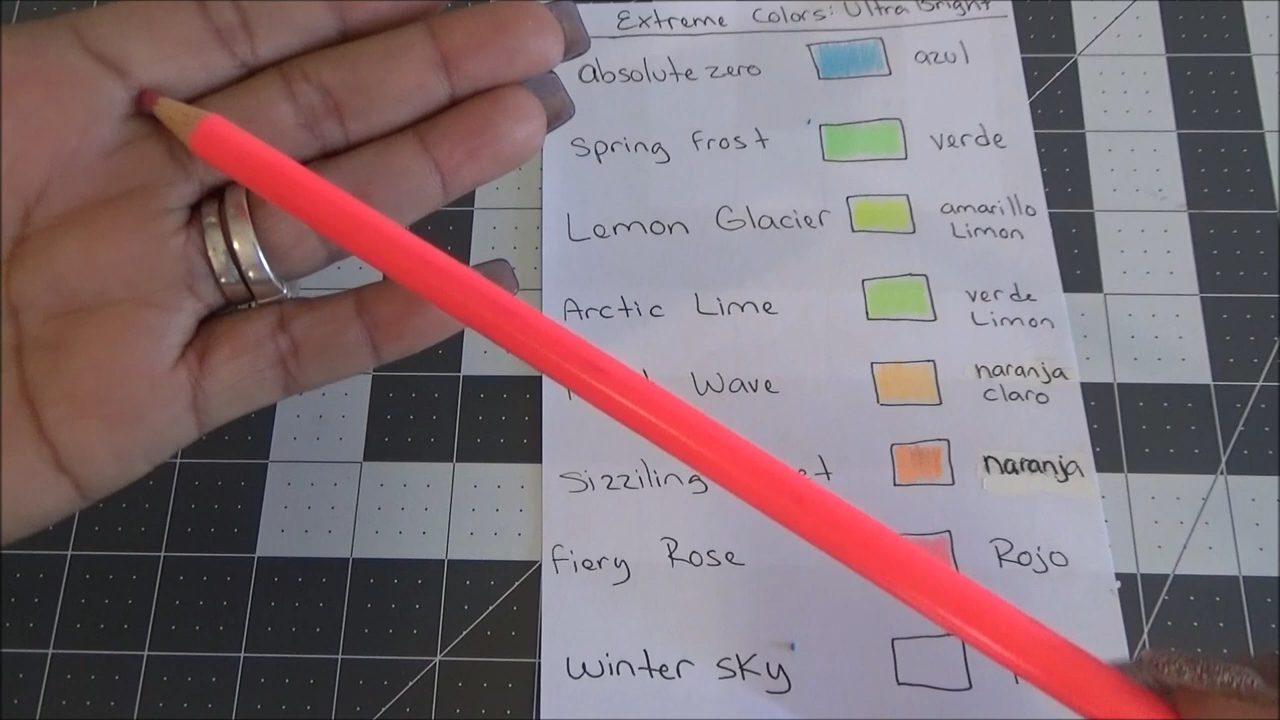 Extreme Colors: Ultra Bright
absolute zero azul
Spring Frost verde
Lemon Glacier amarillo
Limon
Arctic Lime verde
Limon
Wave naranja
claro
Sizziling naranja
fiery Rose Rojo
winter sky